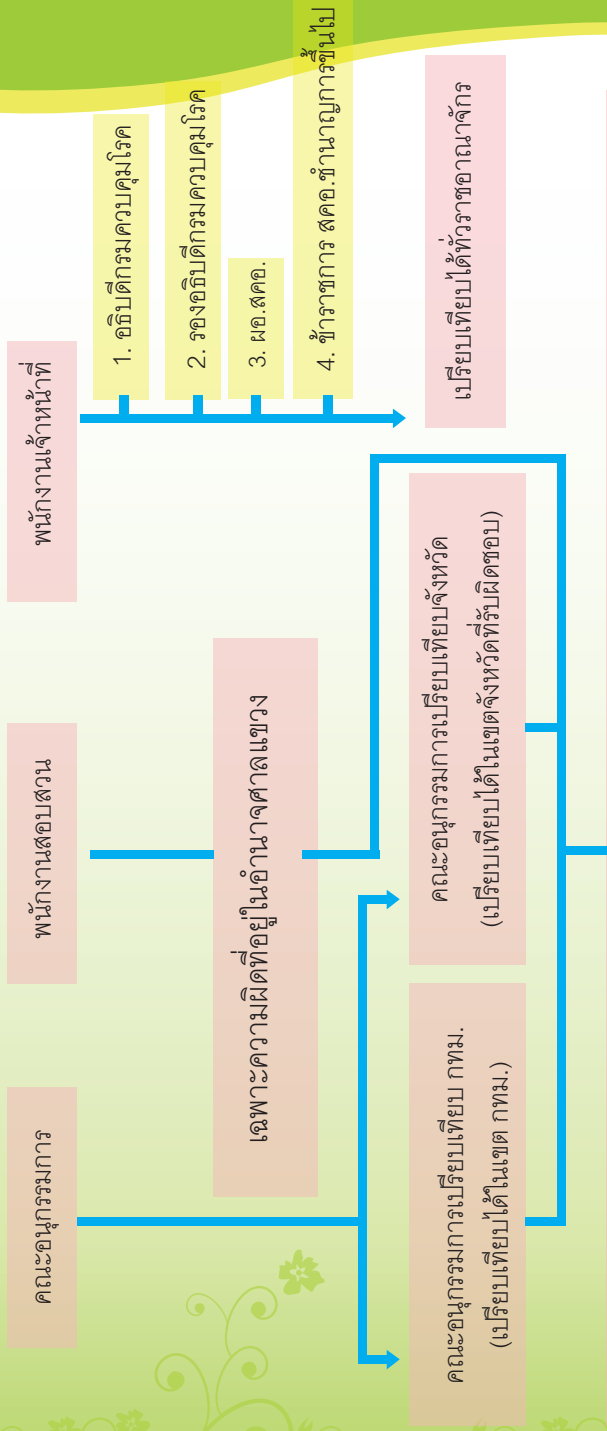 คณะอนุกรรมการ
พนักงานสอบสวน
พนักงานเจ้าหน้าที่
1. อธิบดีกรมควบคุมโรค
2. รองอธิบดีกรมควบคุมโรค
3. ผอ.สคอ.
4. ข้าราชการ สคอ.ชำนาญการขึ้นไป
เฉพาะความผิดที่อยู่ในอำนาจศาลแขวง
คณะอนุกรรมการเปรียบเทียบ กทม.
(เปรียบเทียบได้ในเขต กทม.)
คณะอนุกรรมการเปรียบเทียบจังหวัด
(เปรียบเทียบได้ในเขตจังหวัดที่รับผิดชอบ)
เปรียบเทียบได้ทั่วราชอาณาจักร